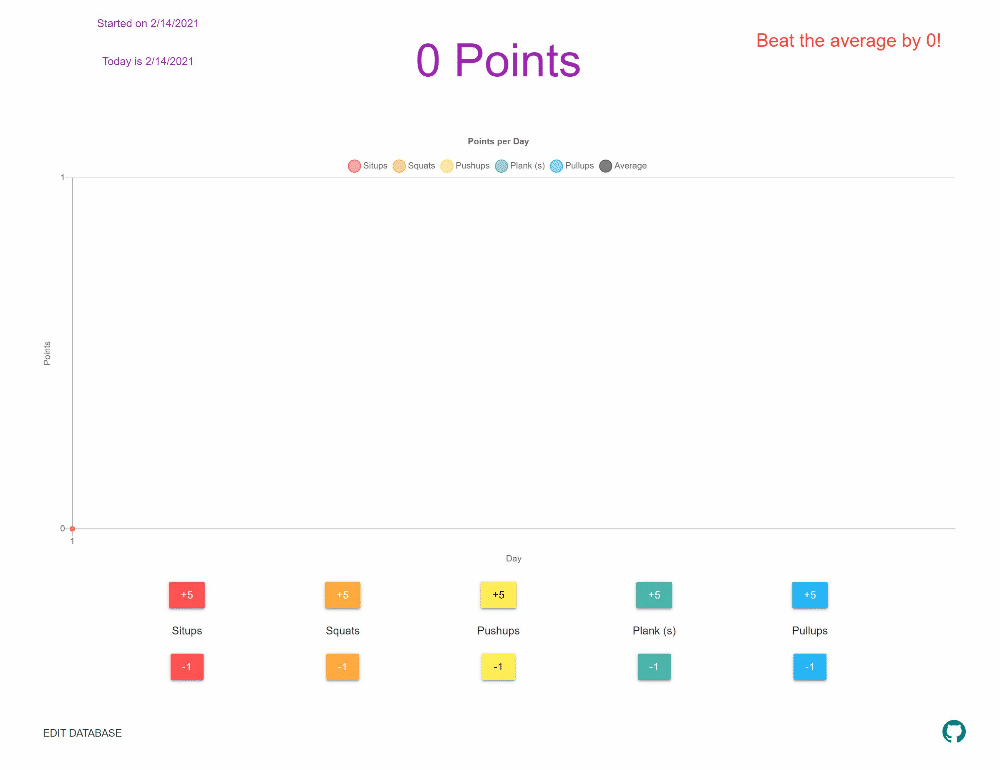 Started on 2/14/2021
Today is 2/14/2021
0 Points
Beat the average by 0!
Points per Day
Situps Squats Pushups Plank (s) Pullups Average
1
Points
0
1
Day
+5 +5 +5 +5 +5
Situps Squats Pushups Plank (s) Pullups
-1 -1 -1 -1 -1
EDIT DATABASE